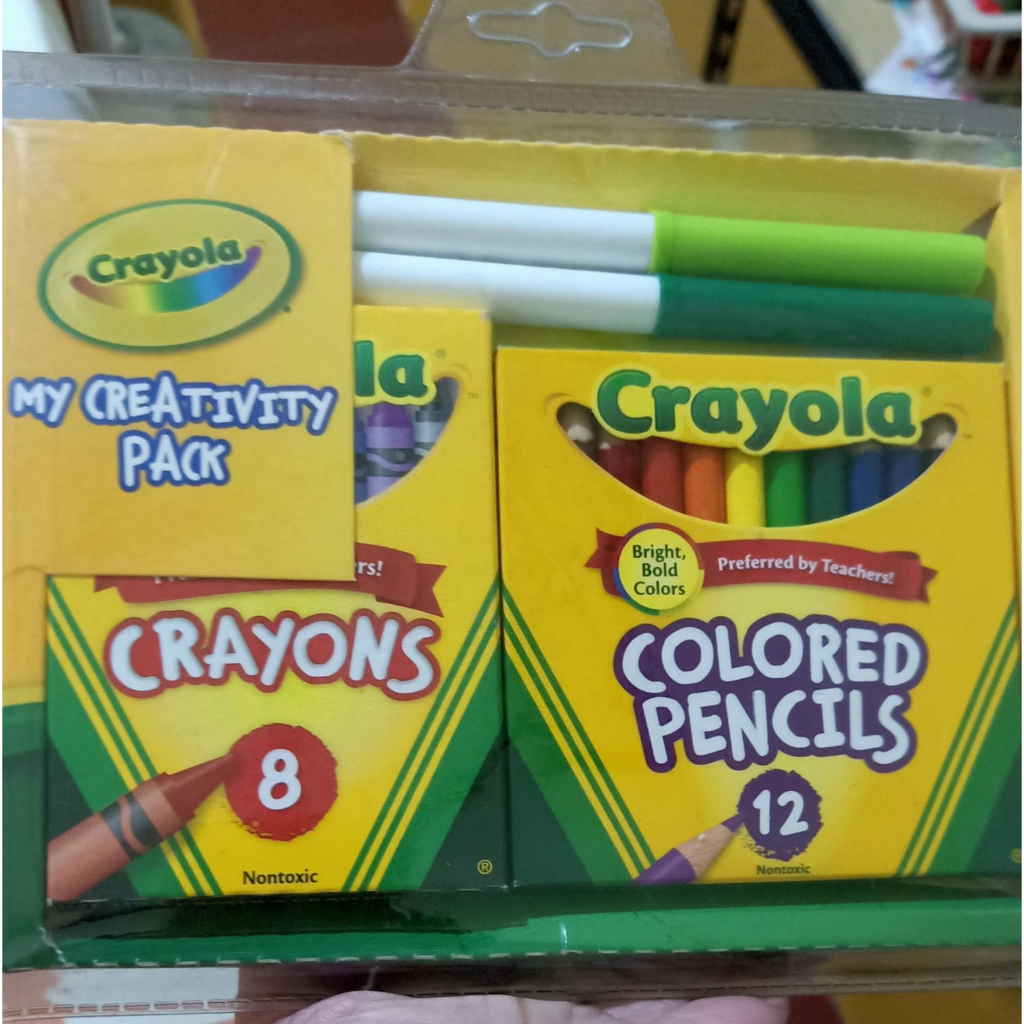 Crayola
MY CREATIVITY
PACK
la
rs!
CRAYONS
8
Nontoxic
®
Crayola
®
™
Bright,
Bold
Colors
Preferred by Teachers!
COLORED
PENCILS
12
Nontoxic